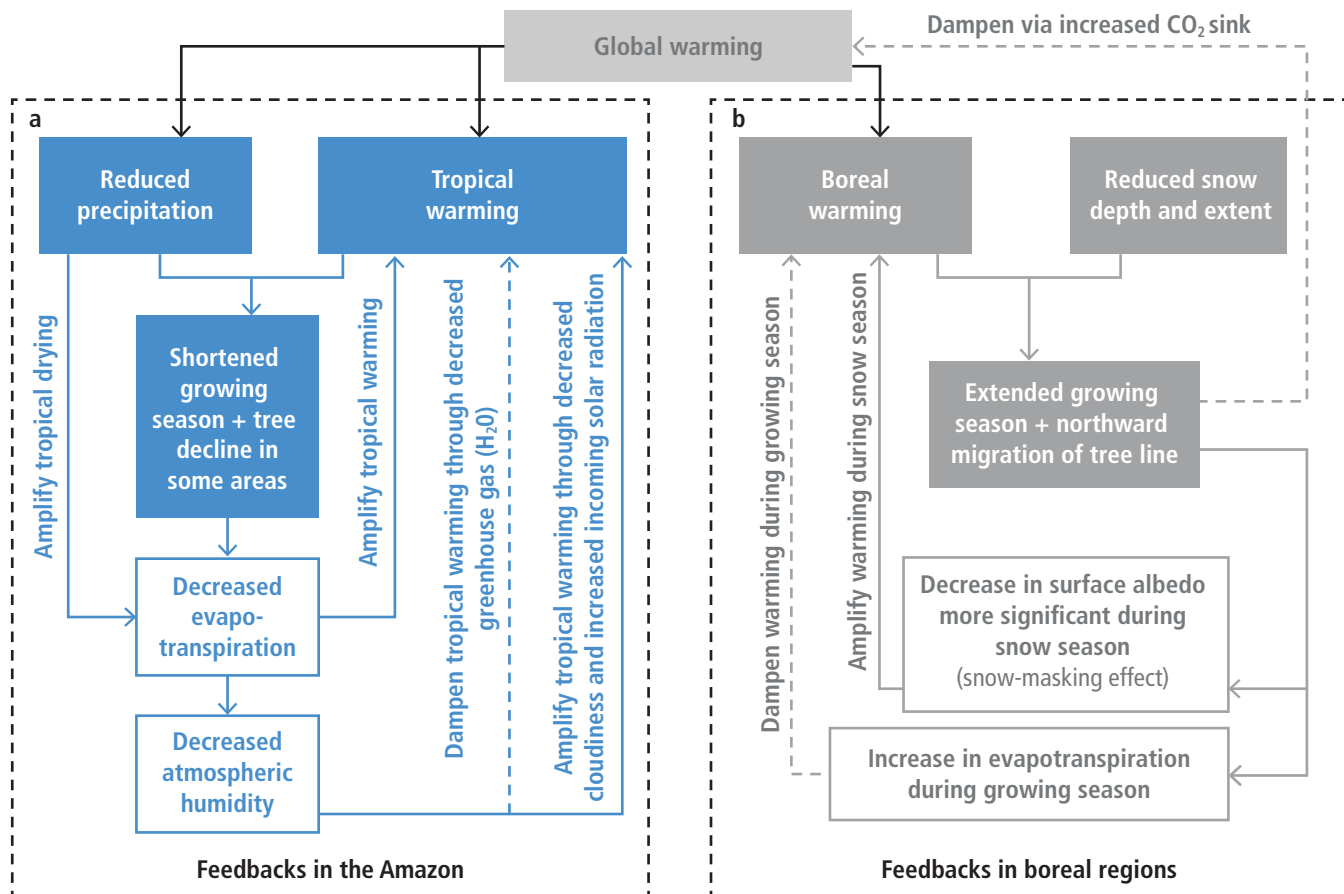 Global warming
Dampen via increased CO₂ sink
a
Reduced
precipitation
Tropical
warming
Amplify tropical drying
Shortened
growing
season + tree
decline in
some areas
Amplify tropical warming
Dampen tropical warming through decreased
greenhouse gas (H₂0)
Amplify tropical warming through decreased
cloudiness and increased incoming solar radiation
Decreased
evapo-
transpiration
Decreased
atmospheric
humidity
Feedbacks in the Amazon
b
Boreal
warming
Reduced snow
depth and extent
Dampen warming during growing season
Amplify warming during snow season
Extended growing
season + northward
migration of tree line
Decrease in surface albedo
more significant during
snow season
(snow-masking effect)
Increase in evapotranspiration
during growing season
Feedbacks in boreal regions